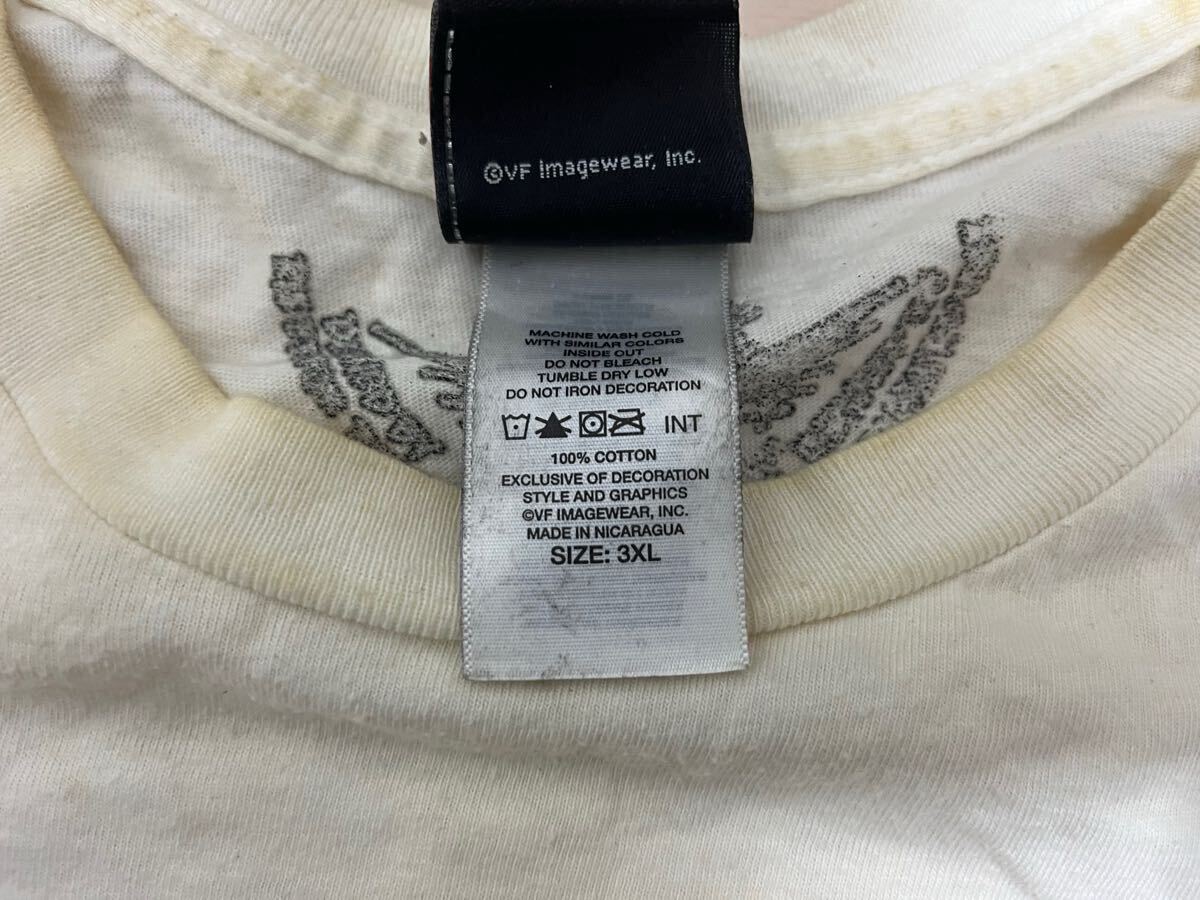 ©VF Imagewear, Inc.
MACHINE WASH COLD
WITH SIMILAR COLORS
INSIDE OUT
DO NOT BLEACH
TUMBLE DRY LOW
DO NOT IRON DECORATION
INT
100% COTTON
EXCLUSIVE OF DECORATION
STYLE AND GRAPHICS
©VF IMAGEWEAR, INC.
MADE IN NICARAGUA
SIZE: 3XL